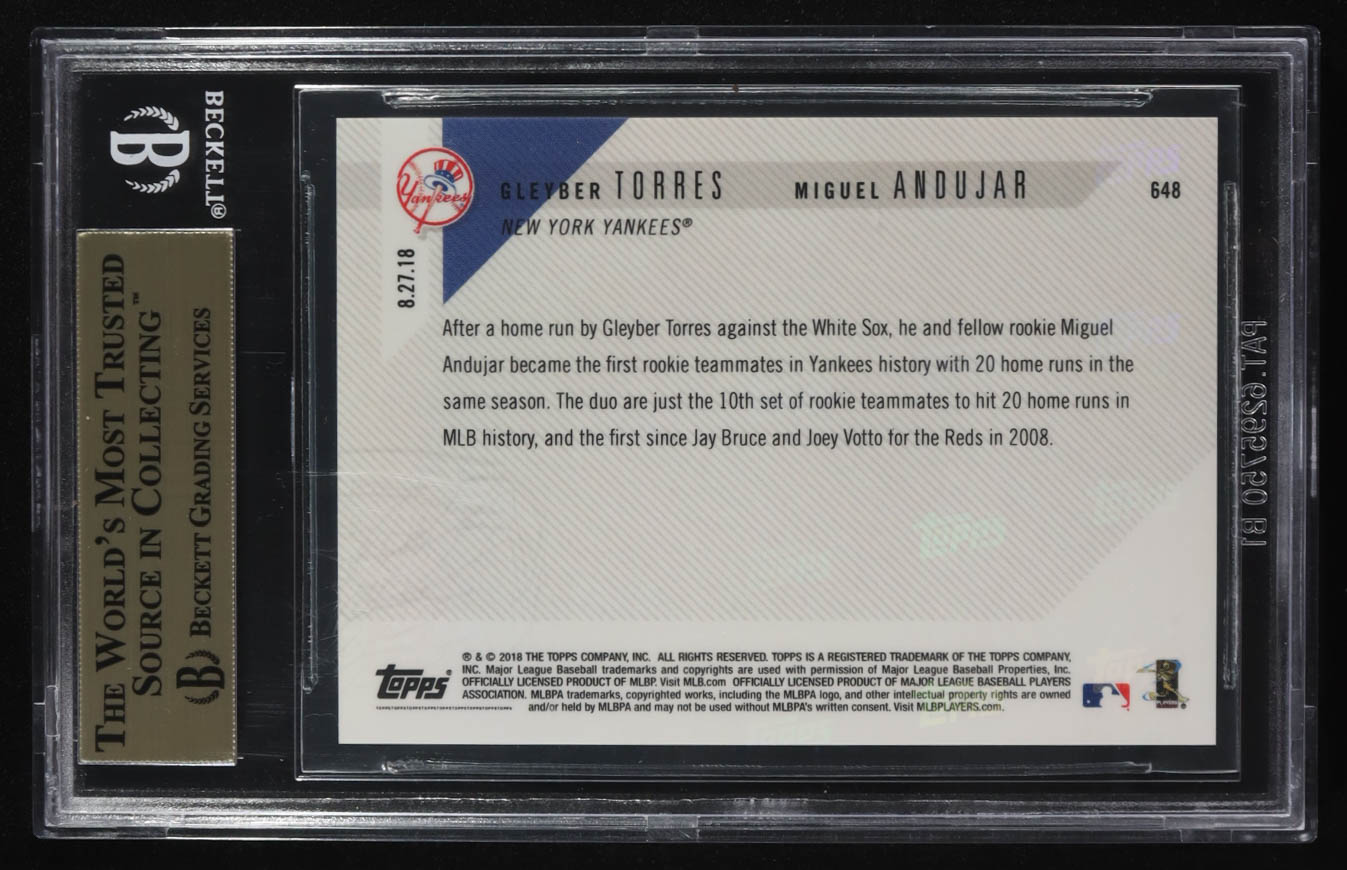 BECKETT®
B
THE WORLD'S MOST TRUSTED
SOURCE IN COLLECTING™
B BECKETT GRADING SERVICES
Yankees
GLEYBER TORRES MIGUEL ANDUJAR 648
NEW YORK YANKEES®
8.27.18
After a home run by Gleyber Torres against the White Sox, he and fellow rookie Miguel
Andujar became the first rookie teammates in Yankees history with 20 home runs in the
same season. The duo are just the 10th set of rookie teammates to hit 20 home runs in
MLB history, and the first since Jay Bruce and Joey Votto for the Reds in 2008.
Topps
Topps®
® & © 2018 THE TOPPS COMPANY, INC. ALL RIGHTS RESERVED. TOPPS IS A REGISTERED TRADEMARK OF THE TOPPS COMPANY,
INC. Major League Baseball trademarks and copyrights are used with permission of Major League Baseball Properties, Inc.
OFFICIALLY LICENSED PRODUCT OF MLBP. Visit MLB.com OFFICIALLY LICENSED PRODUCT OF MAJOR LEAGUE BASEBALL PLAYERS
ASSOCIATION. MLBPA trademarks, copyrighted works, including the MLBPA logo, and other intellectual property rights are owned
and/or held by MLBPA and may not be used without MLBPA's written consent. Visit MLBPLAYERS.com.
PAT. 6295750 B1